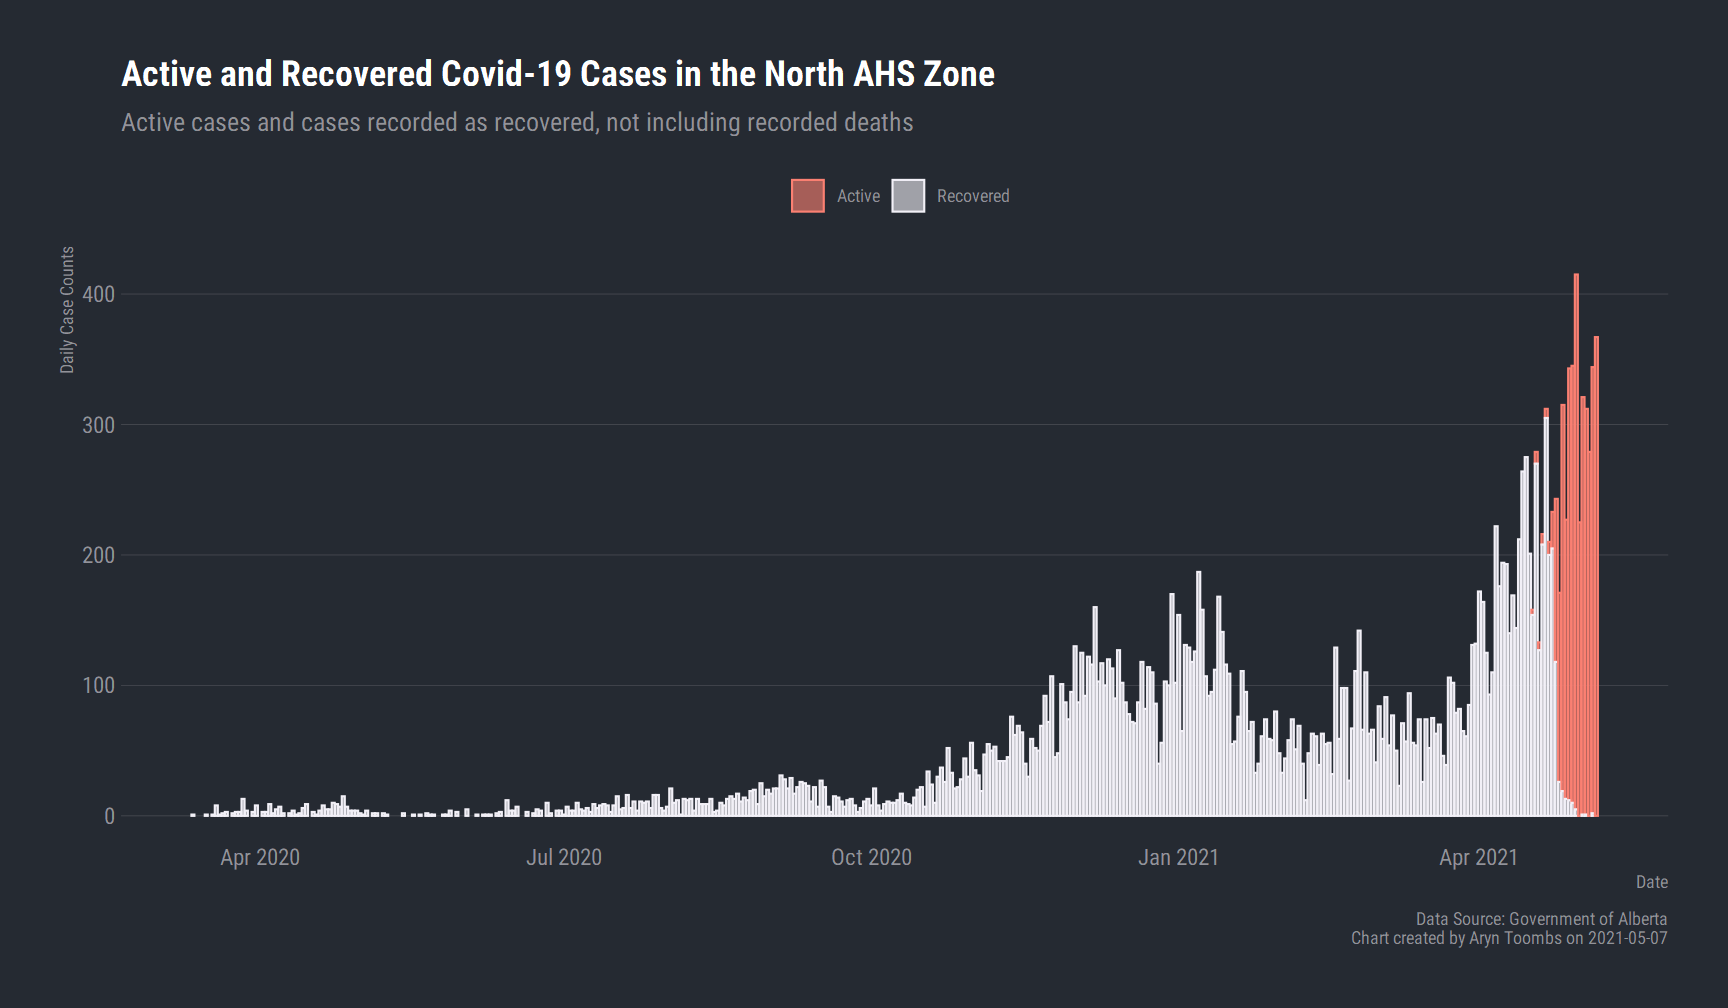 Active and Recovered Covid-19 Cases in the North AHS Zone
Active cases and cases recorded as recovered, not including recorded deaths
Active
Recovered
Daily Case Counts
400
300
200
100
0
Apr 2020
Jul 2020
Oct 2020
Jan 2021
Apr 2021
Date
Data Source: Government of Alberta
Chart created by Aryn Toombs on 2021-05-07